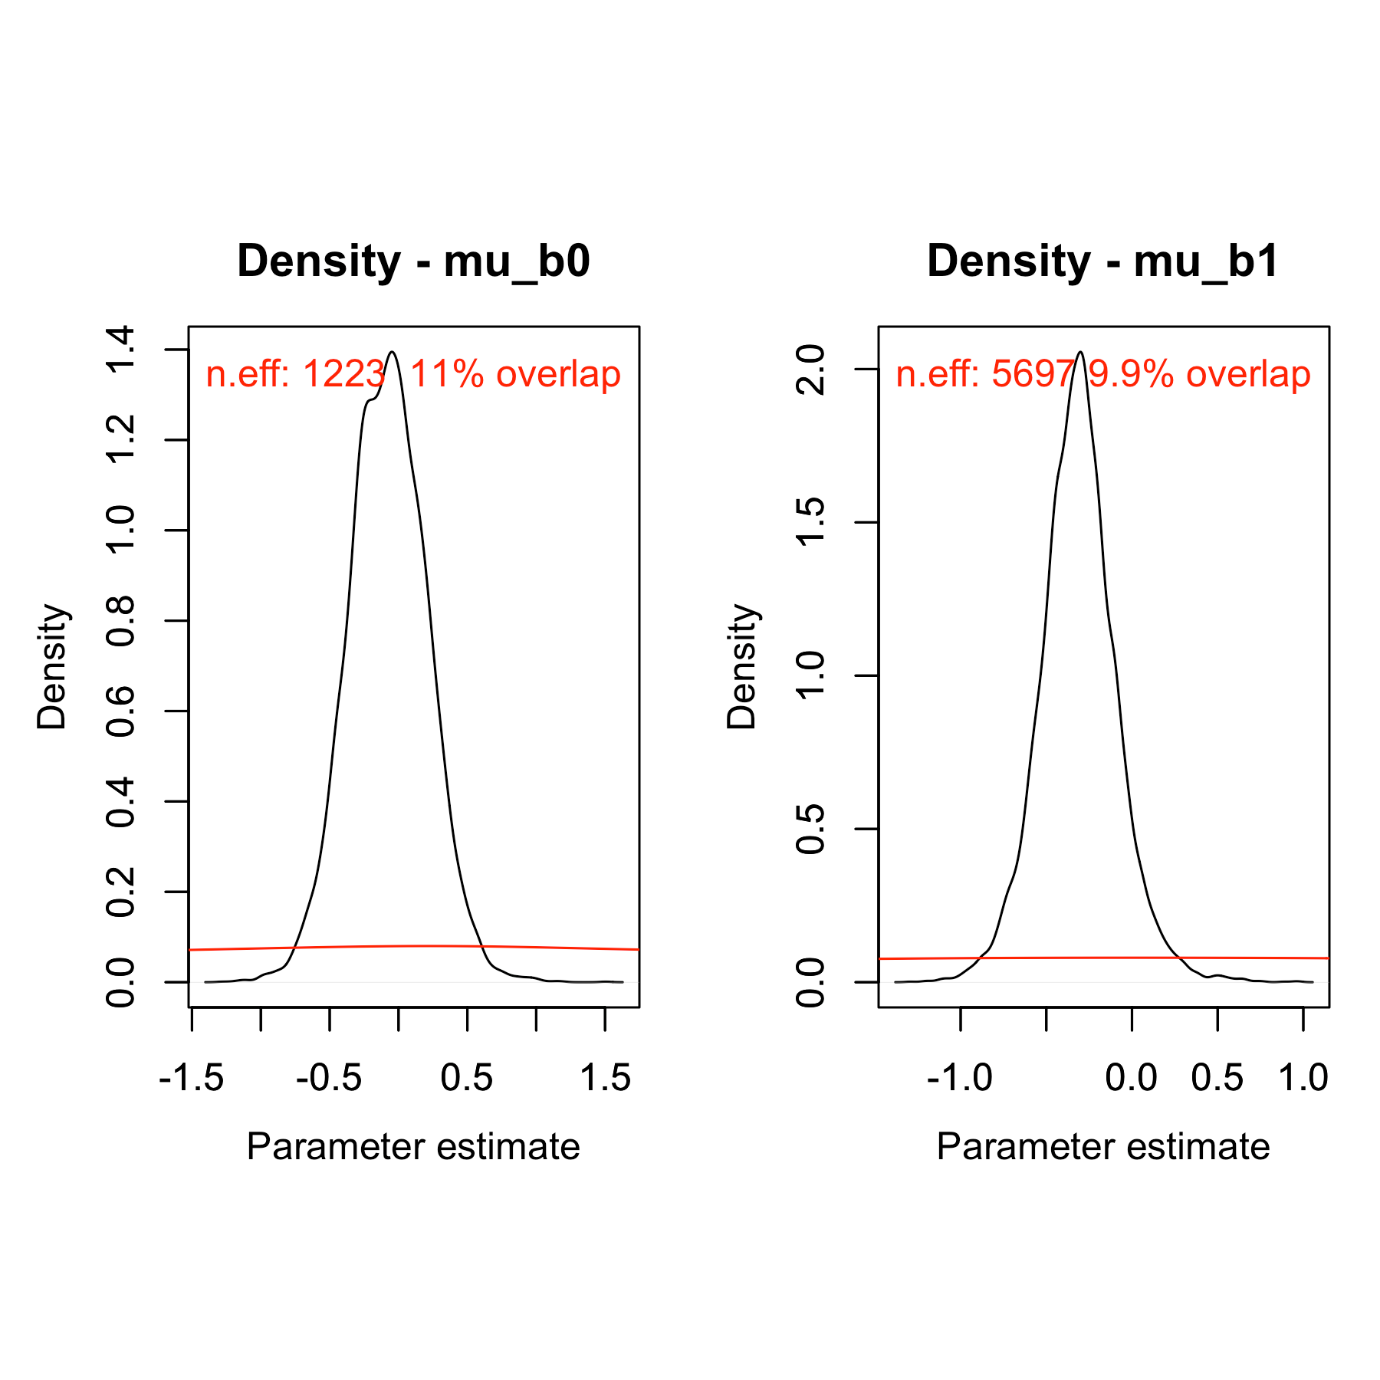 Density - mu_b0
n.eff: 1223 11% overlap
Density
1.4
1.2
1.0
0.8
0.6
0.4
0.2
0.0
-1.5 -0.5 0.5 1.5
Parameter estimate
Density - mu_b1
n.eff: 5697 9.9% overlap
Density
2.0
1.5
1.0
0.5
0.0
-1.0 0.0 0.5 1.0
Parameter estimate